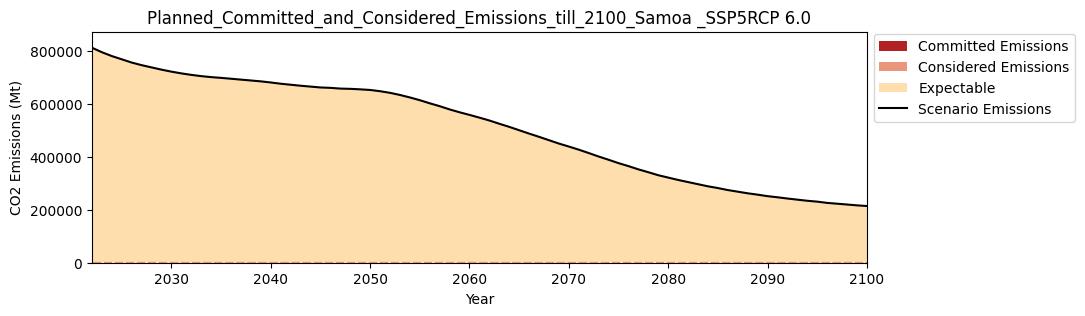 Planned_Committed_and_Considered_Emissions_till_2100_Samoa _SSP5RCP 6.0
800000
600000
400000
200000
0
CO2 Emissions (Mt)
2030 2040 2050 2060 2070 2080 2090 2100
Year
Committed Emissions
Considered Emissions
Expectable
Scenario Emissions